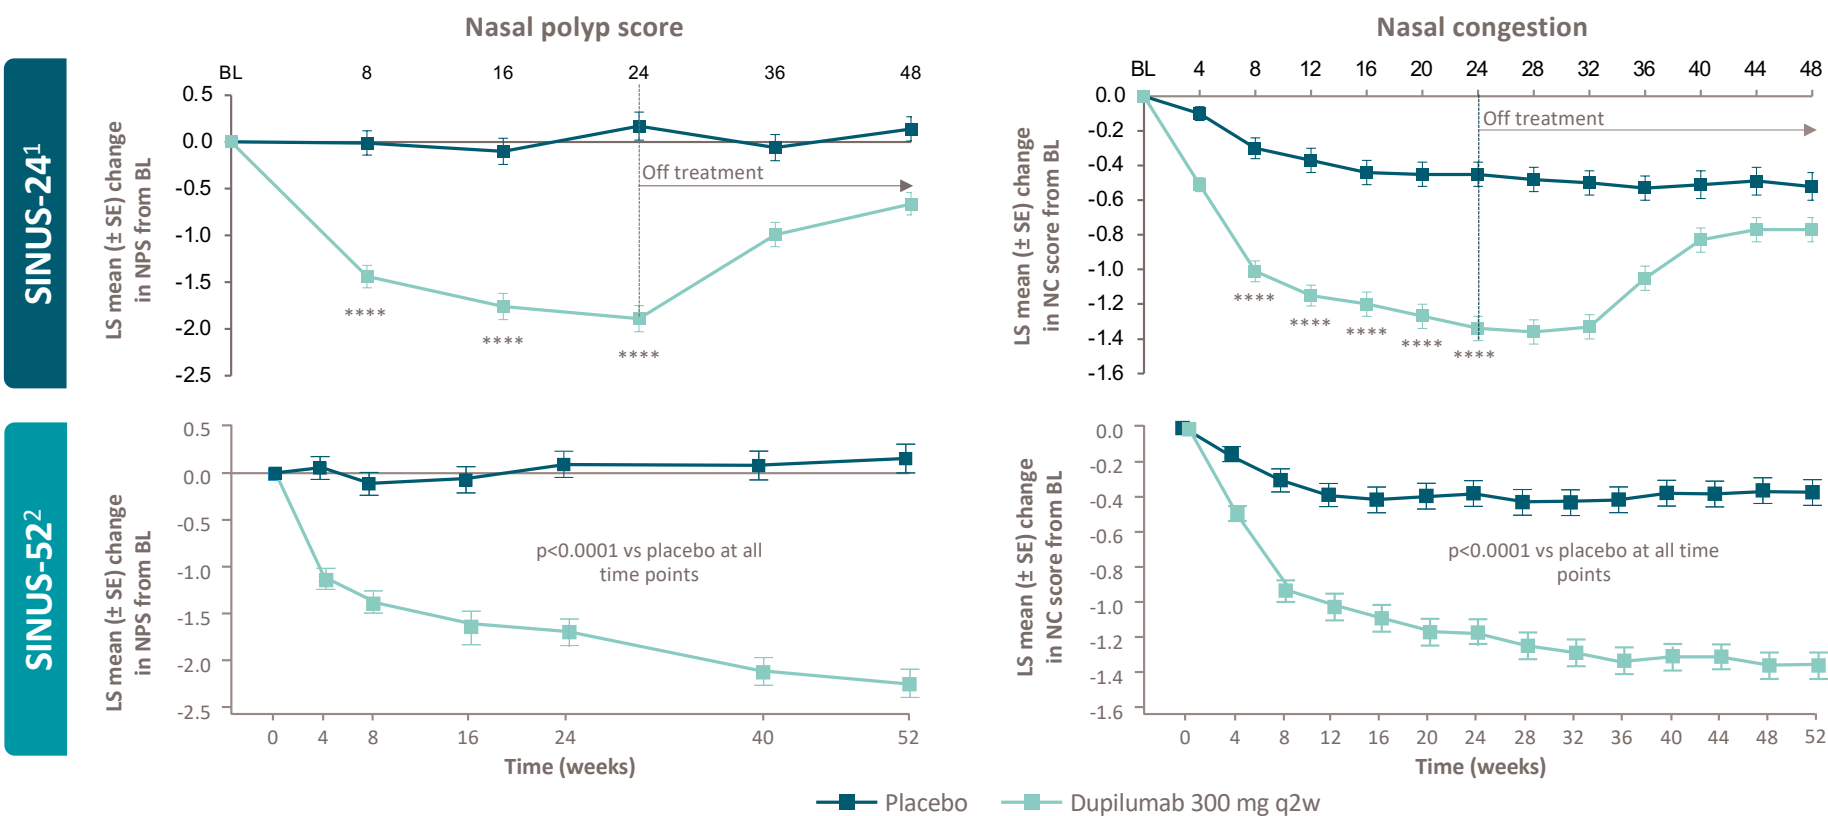 Nasal polyp score
Nasal congestion
SINUS-24¹
LS mean (± SE) change
in NPS from BL
BL 8 16 24 36 48
0.5
0.0
-0.5
-1.0
-1.5
-2.0
-2.5
Off treatment
****
****
****
LS mean (± SE) change
in NC score from BL
BL 4 8 12 16 20 24 28 32 36 40 44 48
0.0
-0.2
-0.4
-0.6
-0.8
-1.0
-1.2
-1.4
-1.6
Off treatment
****
****
****
****
****
SINUS-52²
LS mean (± SE) change
in NPS from BL
0.5
0.0
-0.5
-1.0
-1.5
-2.0
-2.5
p<0.0001 vs placebo at all
time points
0 4 8 16 24 40 52
Time (weeks)
LS mean (± SE) change
in NC score from BL
0.0
-0.2
-0.4
-0.6
-0.8
-1.0
-1.2
-1.4
-1.6
p<0.0001 vs placebo at all time
points
0 4 8 12 16 20 24 28 32 36 40 44 48 52
Time (weeks)
Placebo
Dupilumab 300 mg q2w